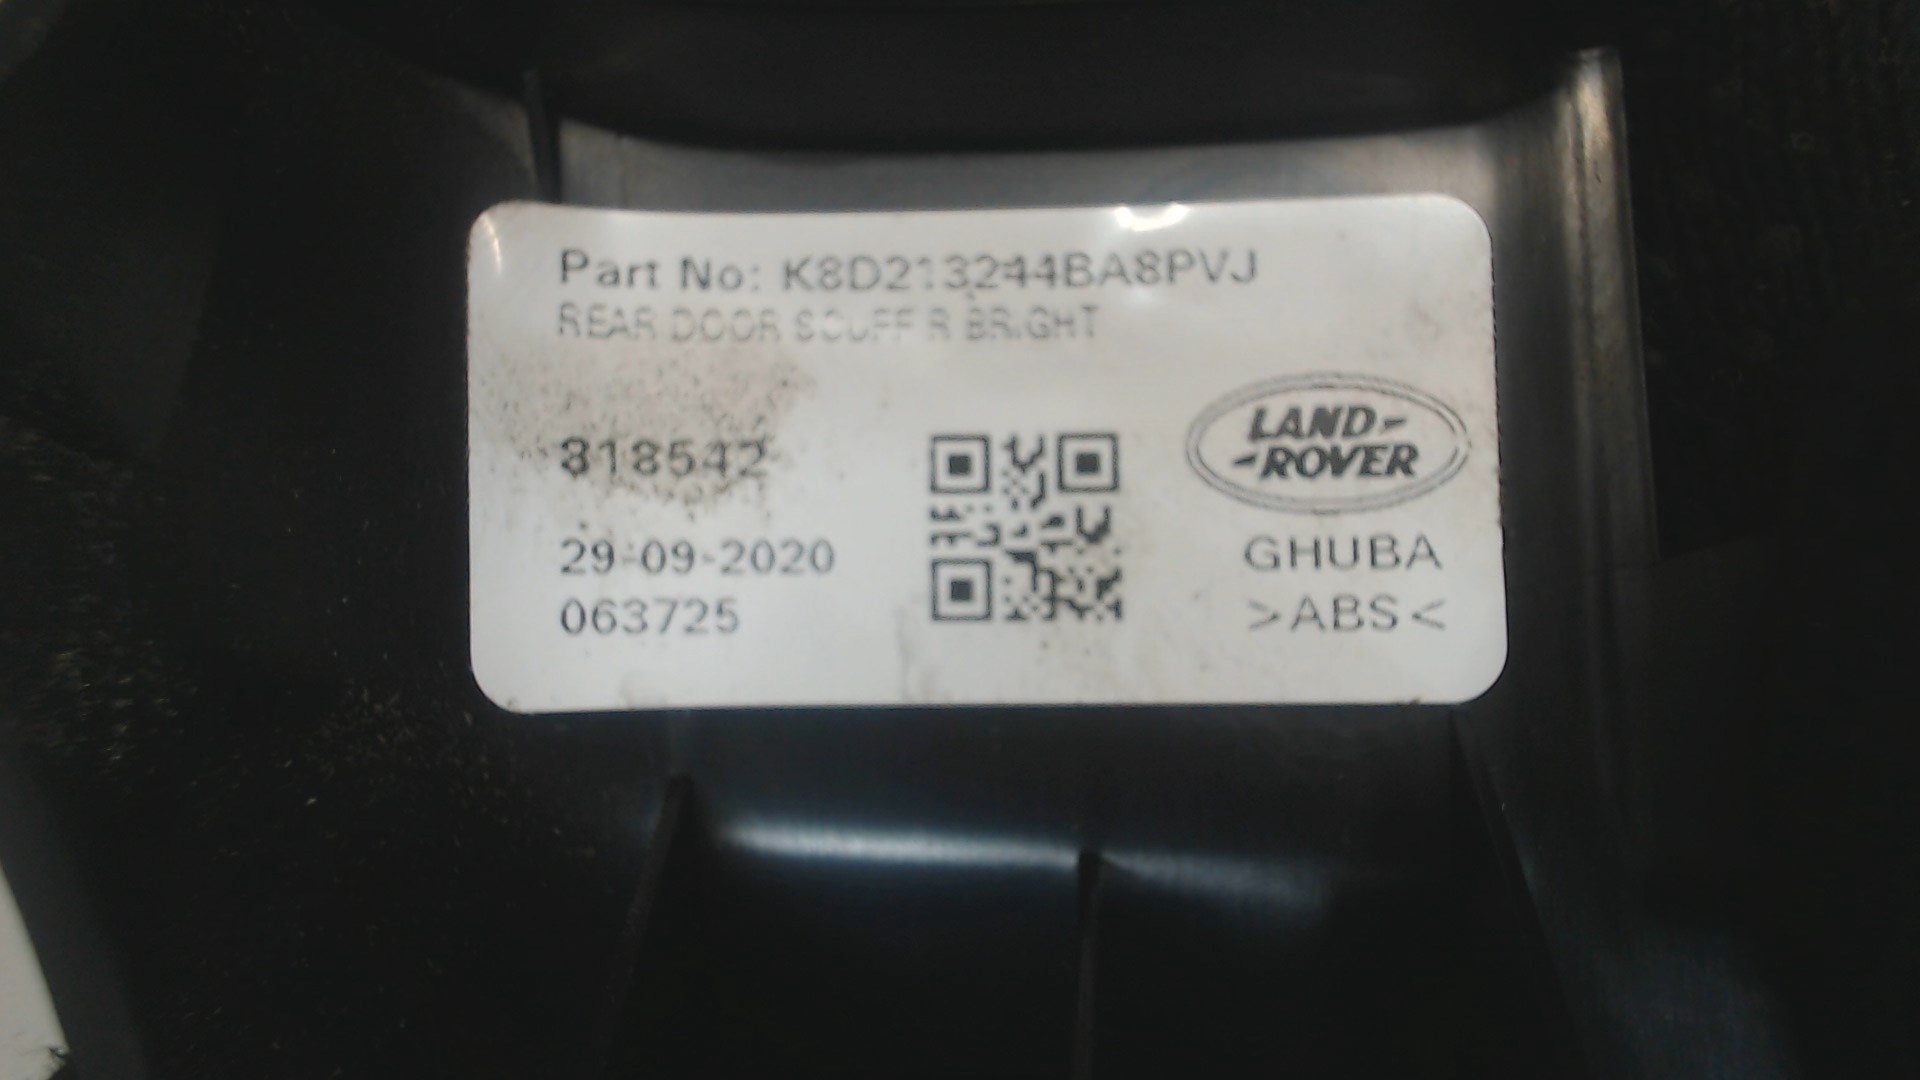 Part No: K8D213244BA8PVJ
REAR DOOR SCUFF R BRIGHT
818542
LAND-
-ROVER
29-09-2020
GHUBA
063725
>ABS<